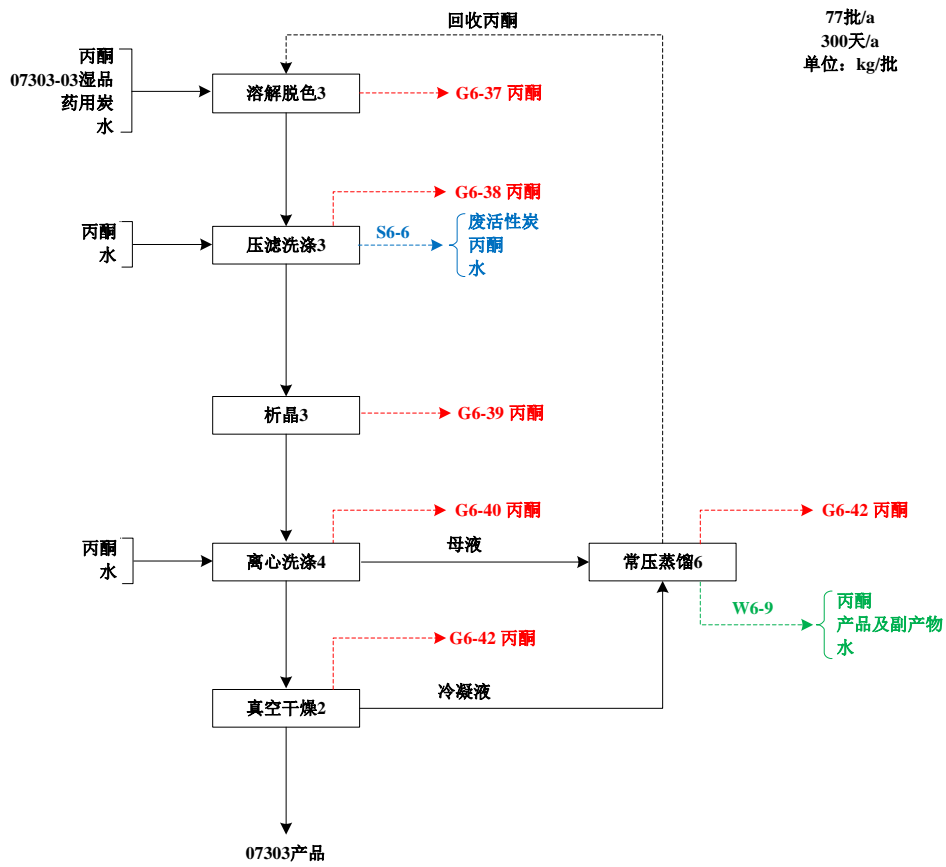 回收丙酮
77批/a
300天/a
单位：kg/批
丙酮
07303-03湿品
药用炭
水
溶解脱色3
G6-37 丙酮
G6-38 丙酮
丙酮
水
压滤洗涤3
S6-6
废活性炭
丙酮
水
析晶3
G6-39 丙酮
G6-40 丙酮
丙酮
水
离心洗涤4
母液
常压蒸馏6
G6-42 丙酮
W6-9
丙酮
产品及副产物
水
G6-42 丙酮
真空干燥2
冷凝液
07303产品